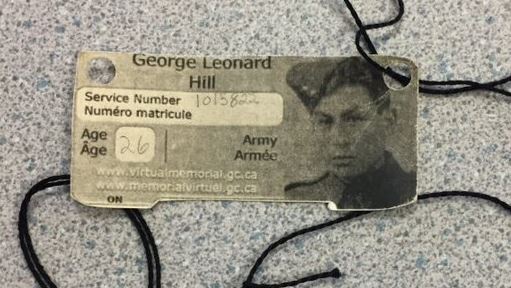 George Leonard
Hill
Service Number 1015822
Numéro matricule
Age
Âge 26
Army
Armée
www.virtualmemorial.gc.ca
www.memorialvirtuel.gc.ca
ON